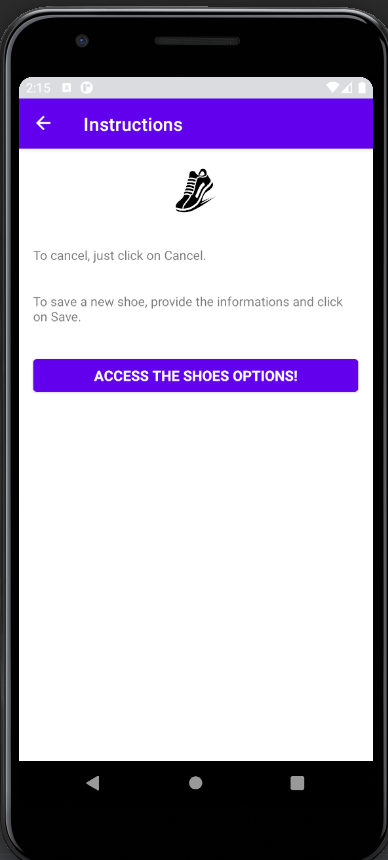 2:15
Instructions
To cancel, just click on Cancel.
To save a new shoe, provide the informations and click
on Save.
ACCESS THE SHOES OPTIONS!